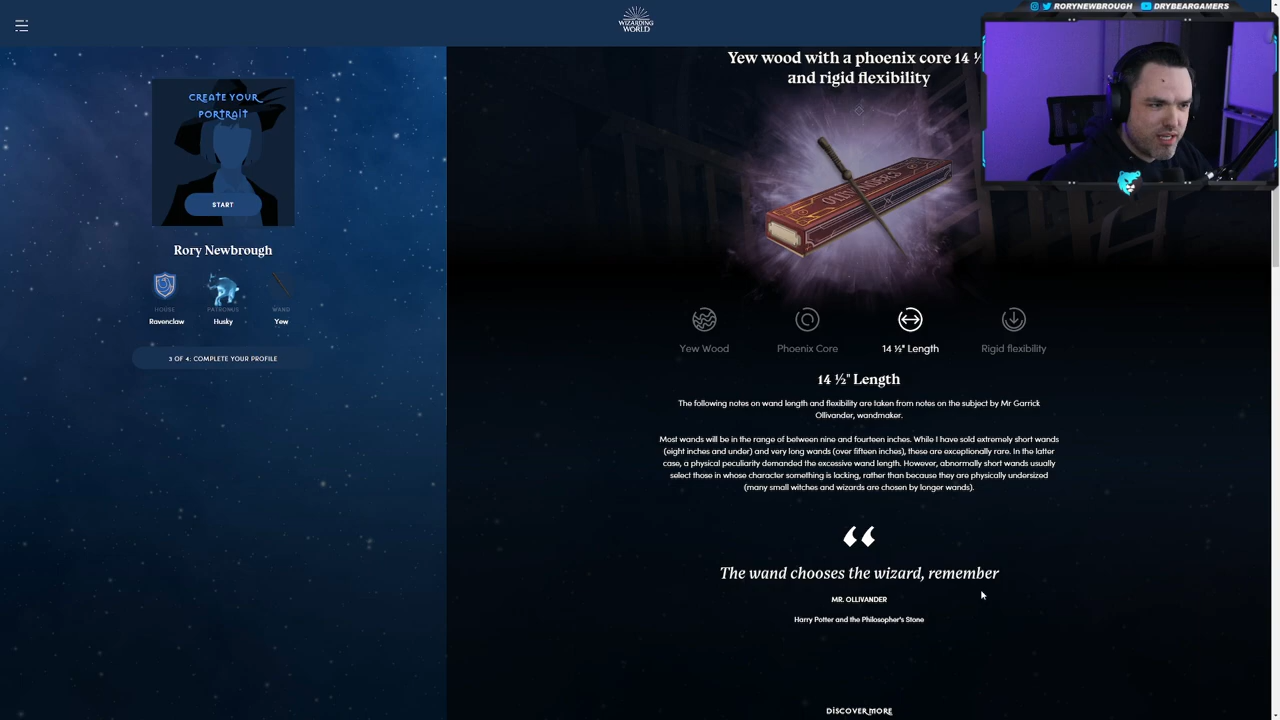 WIZARDING
WORLD
RORYNEWBROUGH
DRYBEARGAMERS
CREATE YOUR
PORTRAIT
START
Rory Newbrough
HOUSE
PATRONUS
WAND
Ravenclaw
Husky
Yew
3 OF 4: COMPLETE YOUR PROFILE
Yew wood with a phoenix core 14
and rigid flexibility
OLLIVANDERS
Yew Wood
Phoenix Core
14 ½" Length
Rigid flexibility
14 ½" Length
The following notes on wand length and flexibility are taken from notes on the subject by Mr Garrick
Ollivander, wandmaker.
Most wands will be in the range of between nine and fourteen inches. While I have sold extremely short wands
(eight inches and under) and very long wands (over fifteen inches), these are exceptionally rare. In the latter
case, a physical peculiarity demanded the excessive wand length. However, abnormally short wands usually
select those in whose character something is lacking, rather than because they are physically undersized
(many small witches and wizards are chosen by longer wands).
“
The wand chooses the wizard, remember
MR. OLLIVANDER
Harry Potter and the Philosopher's Stone
DISCOVER MORE